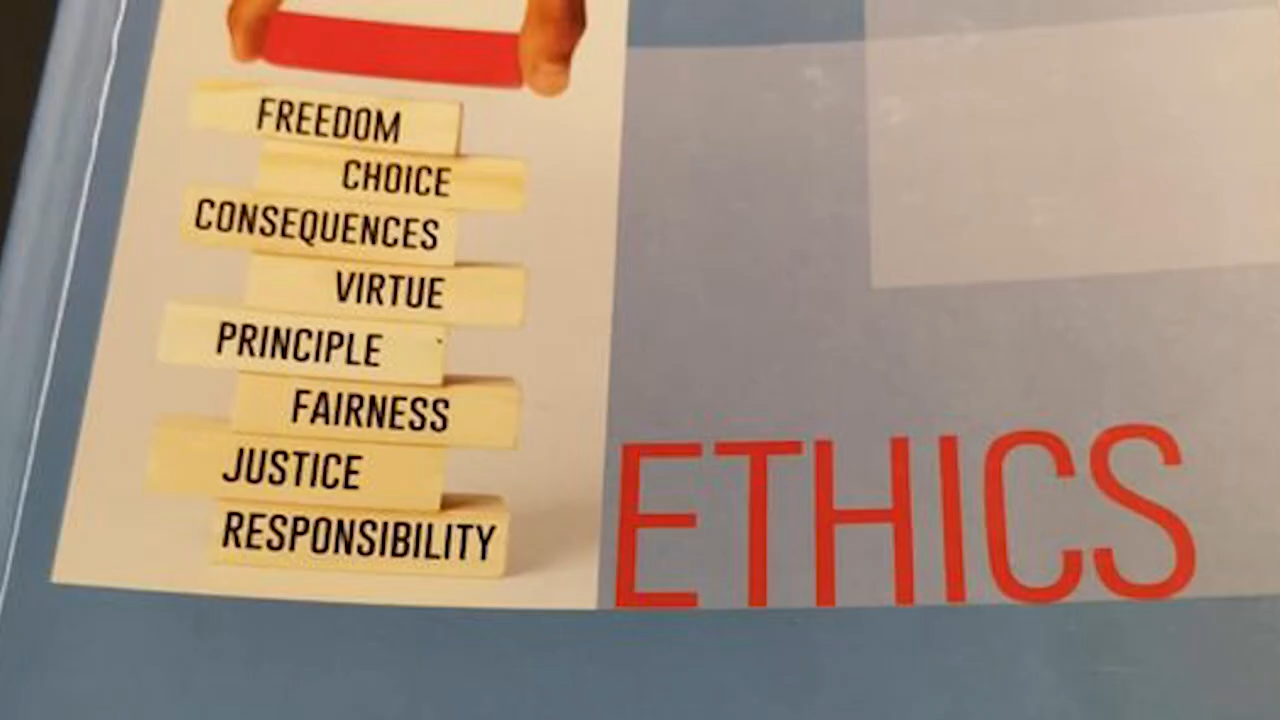 FREEDOM
CHOICE
CONSEQUENCES
VIRTUE
PRINCIPLE
FAIRNESS
JUSTICE
RESPONSIBILITY
ETHICS